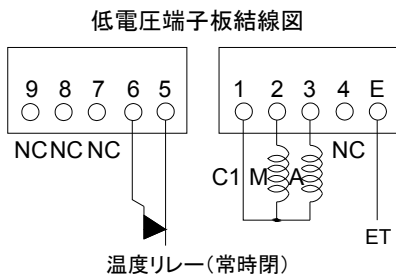 低電圧端子板結線図
9 8 7 6 5 1 2 3 4 E
NC NC NC NC
C1 M A
ET
温度リレー(常時閉)